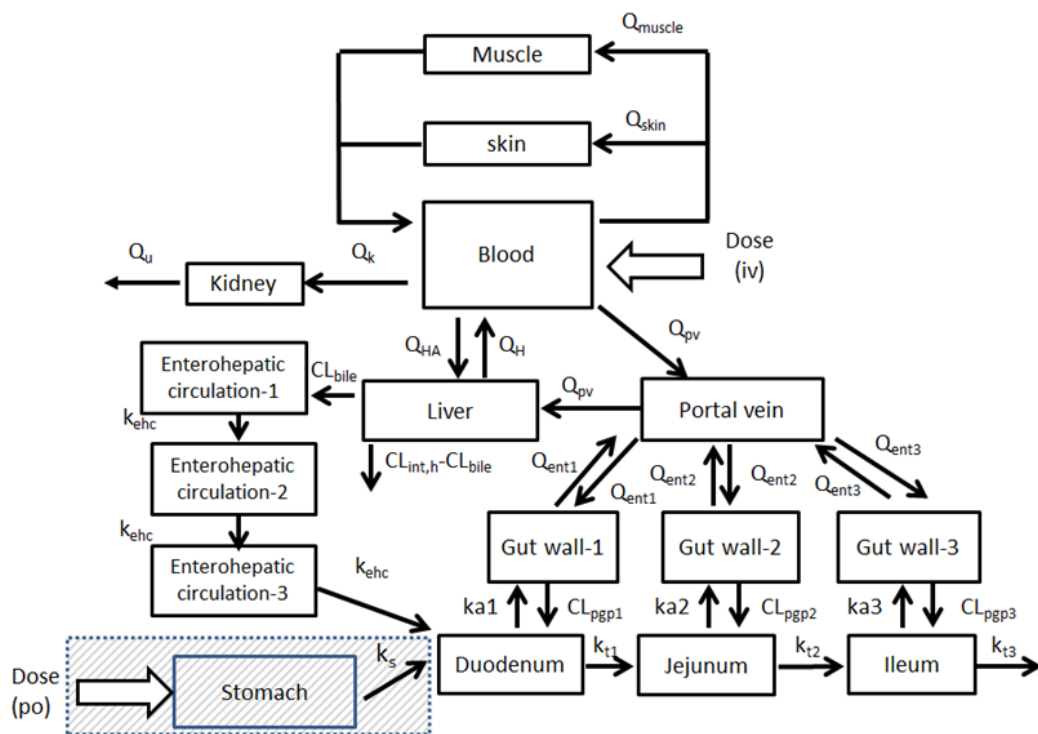 Q_muscle
Muscle
Q_skin
skin
Blood
Dose
(iv)
Q_u
Q_k
Kidney
Q_pv
Q_HA
Q_H
Enterohepatic
circulation-1
CL_bile
Liver
Q_pv
Portal vein
k_ehc
Enterohepatic
circulation-2
CL_int,h-CL_bile
Q_ent1
Q_ent1
Q_ent2
Q_ent2
Q_ent3
Q_ent3
k_ehc
Enterohepatic
circulation-3
k_ehc
Gut wall-1
Gut wall-2
Gut wall-3
ka1
CL_pgp1
ka2
CL_pgp2
ka3
CL_pgp3
Dose
(po)
Stomach
k_s
Duodenum
k_t1
Jejunum
k_t2
Ileum
k_t3